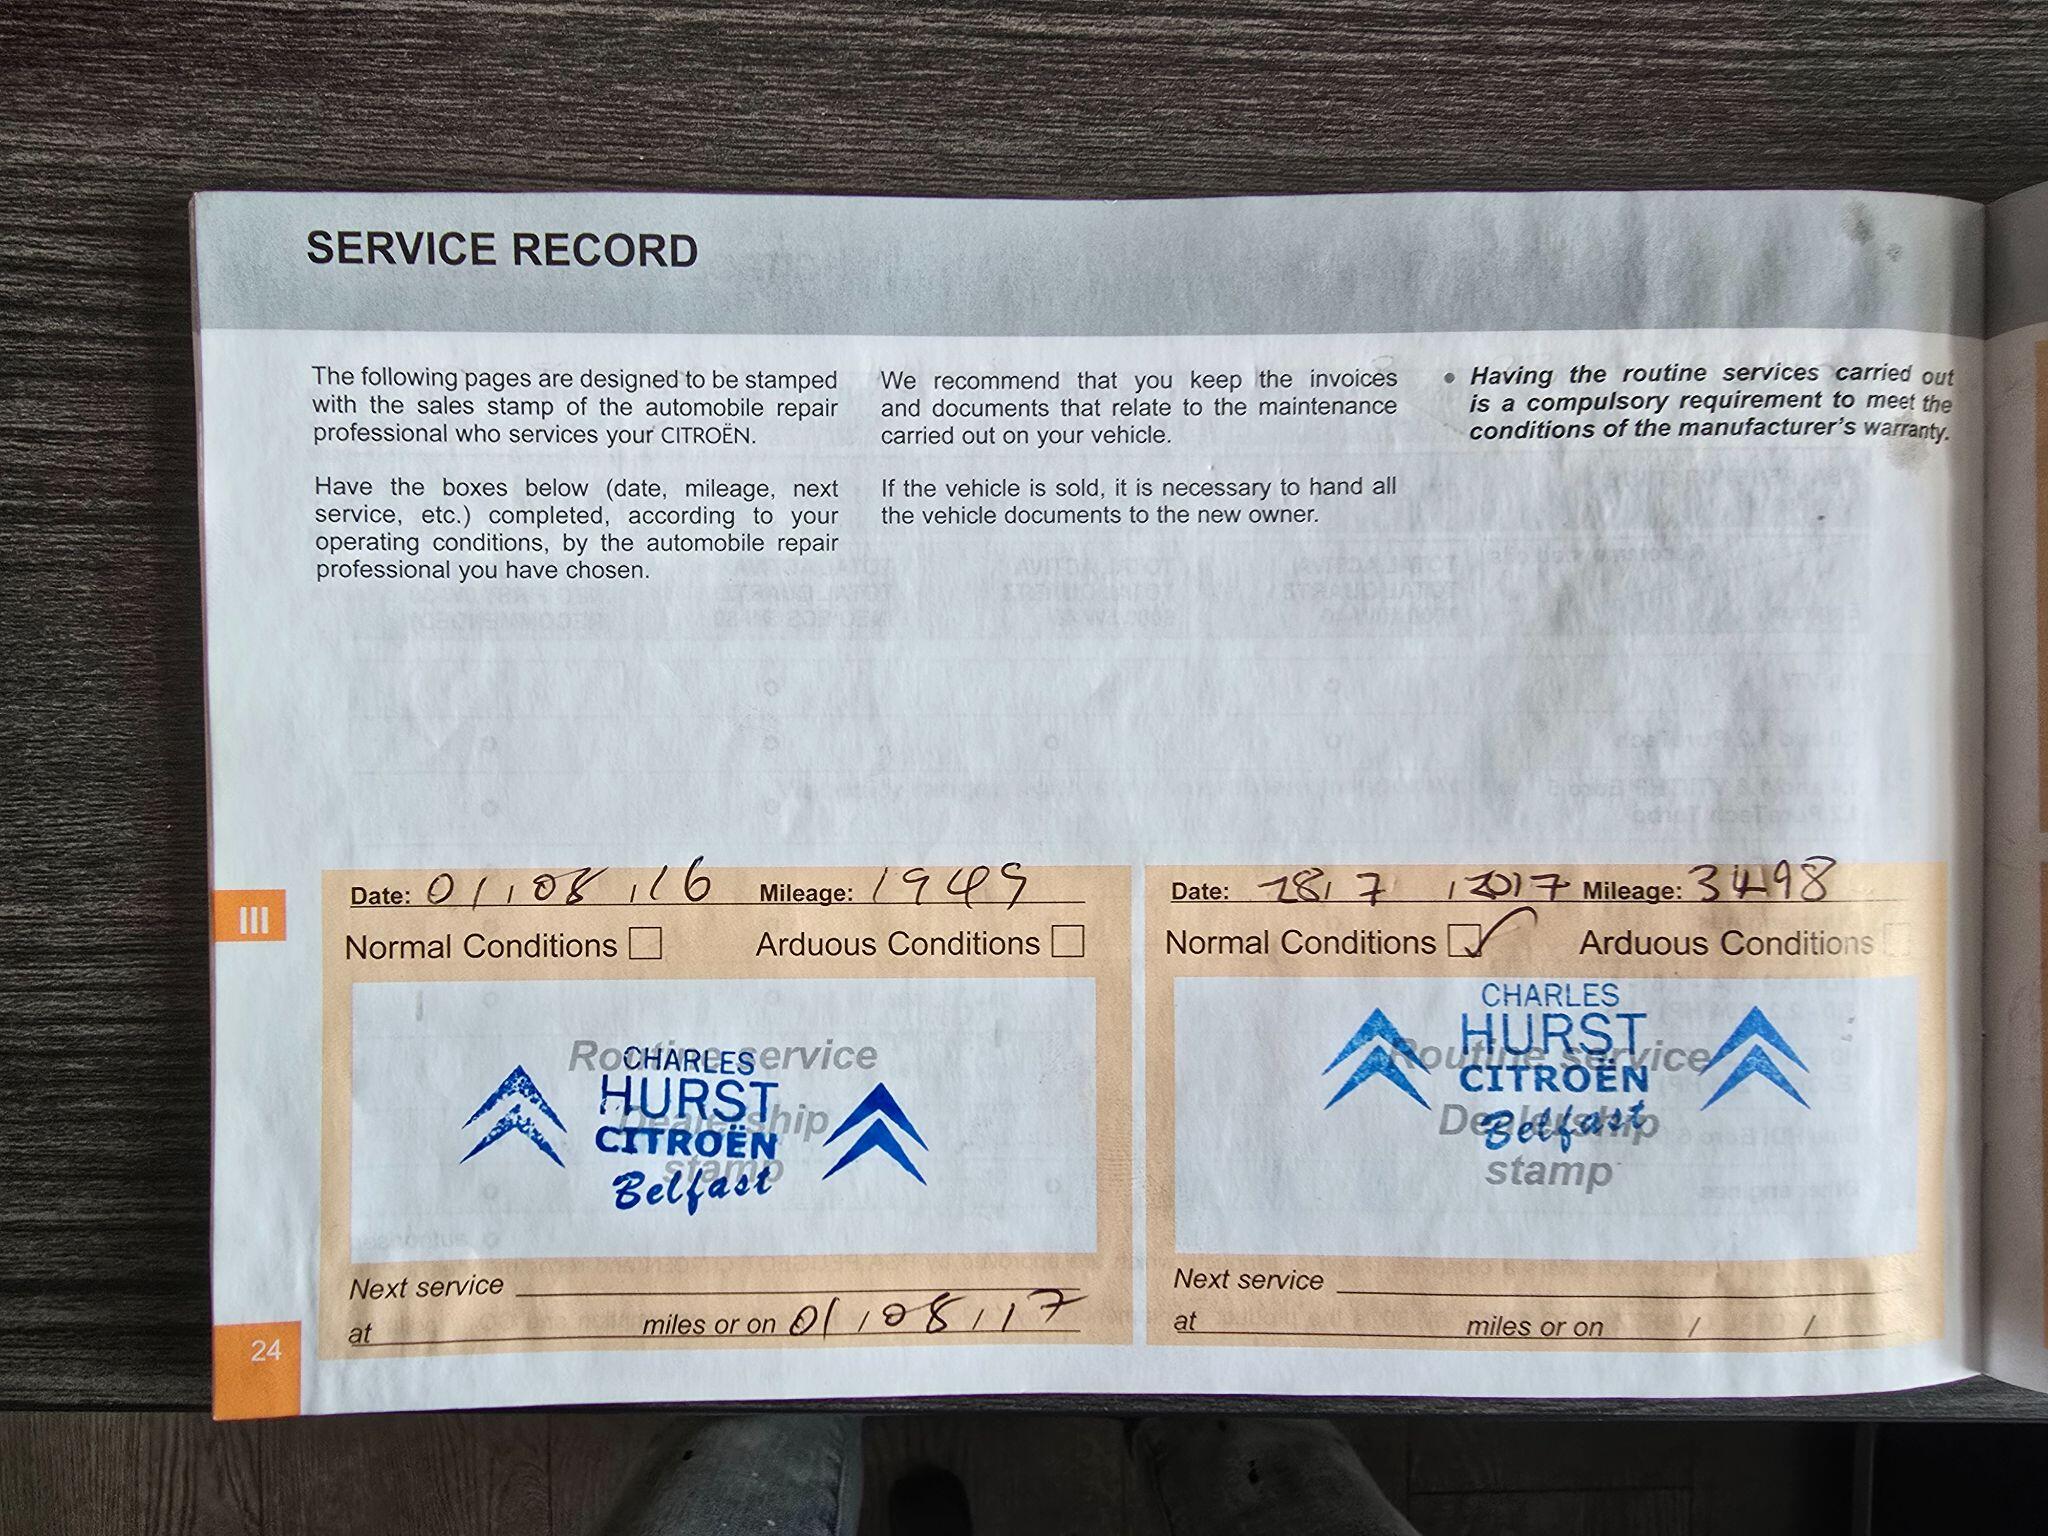 SERVICE RECORD
The following pages are designed to be stamped
with the sales stamp of the automobile repair
professional who services your CITROËN.
Have the boxes below (date, mileage, next
service, etc.) completed, according to your
operating conditions, by the automobile repair
professional you have chosen.
We recommend that you keep the invoices
and documents that relate to the maintenance
carried out on your vehicle.
If the vehicle is sold, it is necessary to hand all
the vehicle documents to the new owner.
• Having the routine services carried out
is a compulsory requirement to meet the
conditions of the manufacturer's warranty.
III
Date: 01/08/16 Mileage: 1949
Normal Conditions Arduous Conditions
Routine service
Dealership
stamp
CHARLES
HURST
CITROËN
Belfast
Next service
at miles or on 01/08/17
Date: 28/7/2017 Mileage: 3498
Normal Conditions ✓ Arduous Conditions
Routine service
Dealership
stamp
CHARLES
HURST
CITROËN
Belfast
Next service
at miles or on / /
24